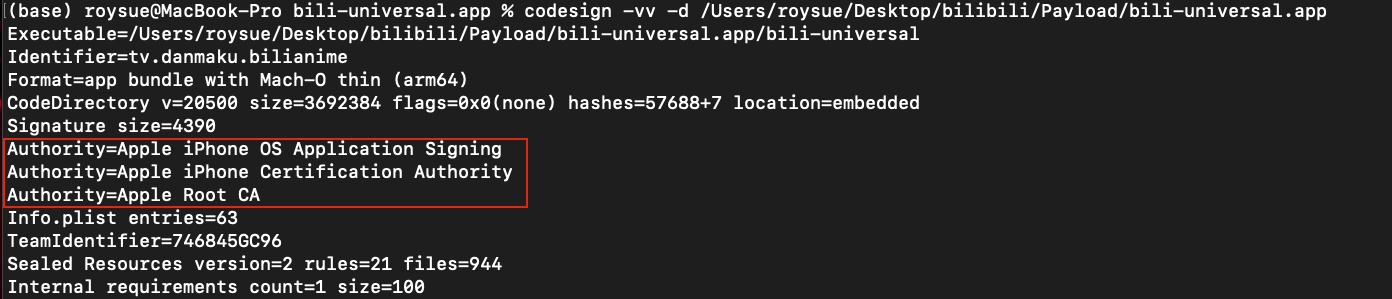 (base) roysue@MacBook-Pro bili-universal.app % codesign -vv -d /Users/roysue/Desktop/bilibili/Payload/bili-universal.app
Executable=/Users/roysue/Desktop/bilibili/Payload/bili-universal.app/bili-universal
Identifier=tv.danmaku.bilianime
Format=app bundle with Mach-O thin (arm64)
CodeDirectory v=20500 size=3692384 flags=0x0(none) hashes=57688+7 location=embedded
Signature size=4390
Authority=Apple iPhone OS Application Signing
Authority=Apple iPhone Certification Authority
Authority=Apple Root CA
Info.plist entries=63
TeamIdentifier=746845GC96
Sealed Resources version=2 rules=21 files=944
Internal requirements count=1 size=100